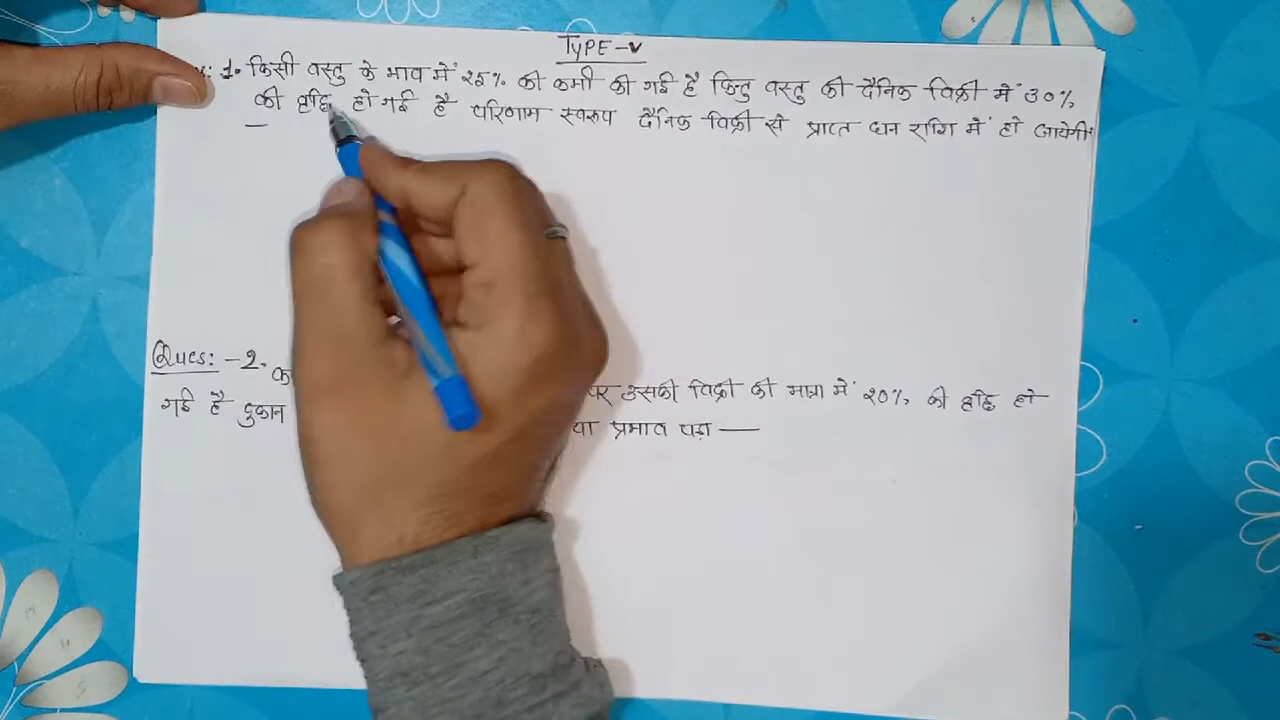 TYPE-V
1. किसी वस्तु के भाव में 25% की कमी की गई है किन्तु वस्तु की दैनिक बिक्री में 30%
की वृद्धि हो गई है परिणाम स्वरूप दैनिक बिक्री से प्राप्त धन राशि में हो जायेगी
Ques: -2.
पर उसकी बिक्री की मात्रा में 20% की वृद्धि हो
गई है दुकान
प्रभाव पड़ा —